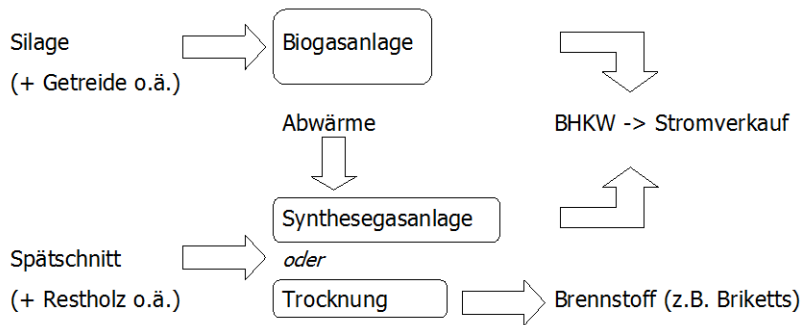 Silage
(+ Getreide o.ä.)
Biogasanlage
Abwärme
BHKW -> Stromverkauf
Synthesegasanlage
Spätschnitt
(+ Restholz o.ä.)
oder
Trocknung
Brennstoff (z.B. Briketts)